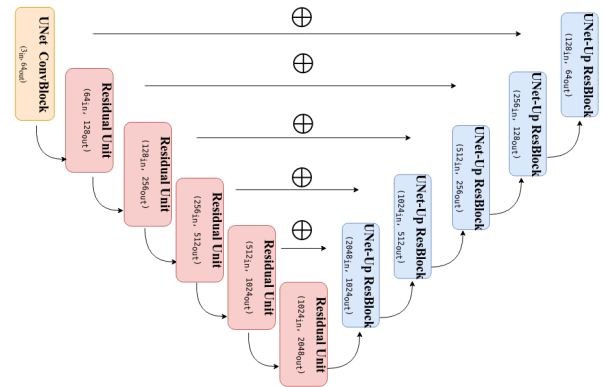 UNet ConvBlock
(3in, 64out)
Residual Unit
(64in, 128out)
Residual Unit
(128in, 256out)
Residual Unit
(256in, 512out)
Residual Unit
(512in, 1024out)
Residual Unit
(1024in, 2048out)
UNet-Up ResBlock
(2048in, 1024out)
UNet-Up ResBlock
(1024in, 512out)
UNet-Up ResBlock
(512in, 256out)
UNet-Up ResBlock
(256in, 128out)
UNet-Up ResBlock
(128in, 64out)